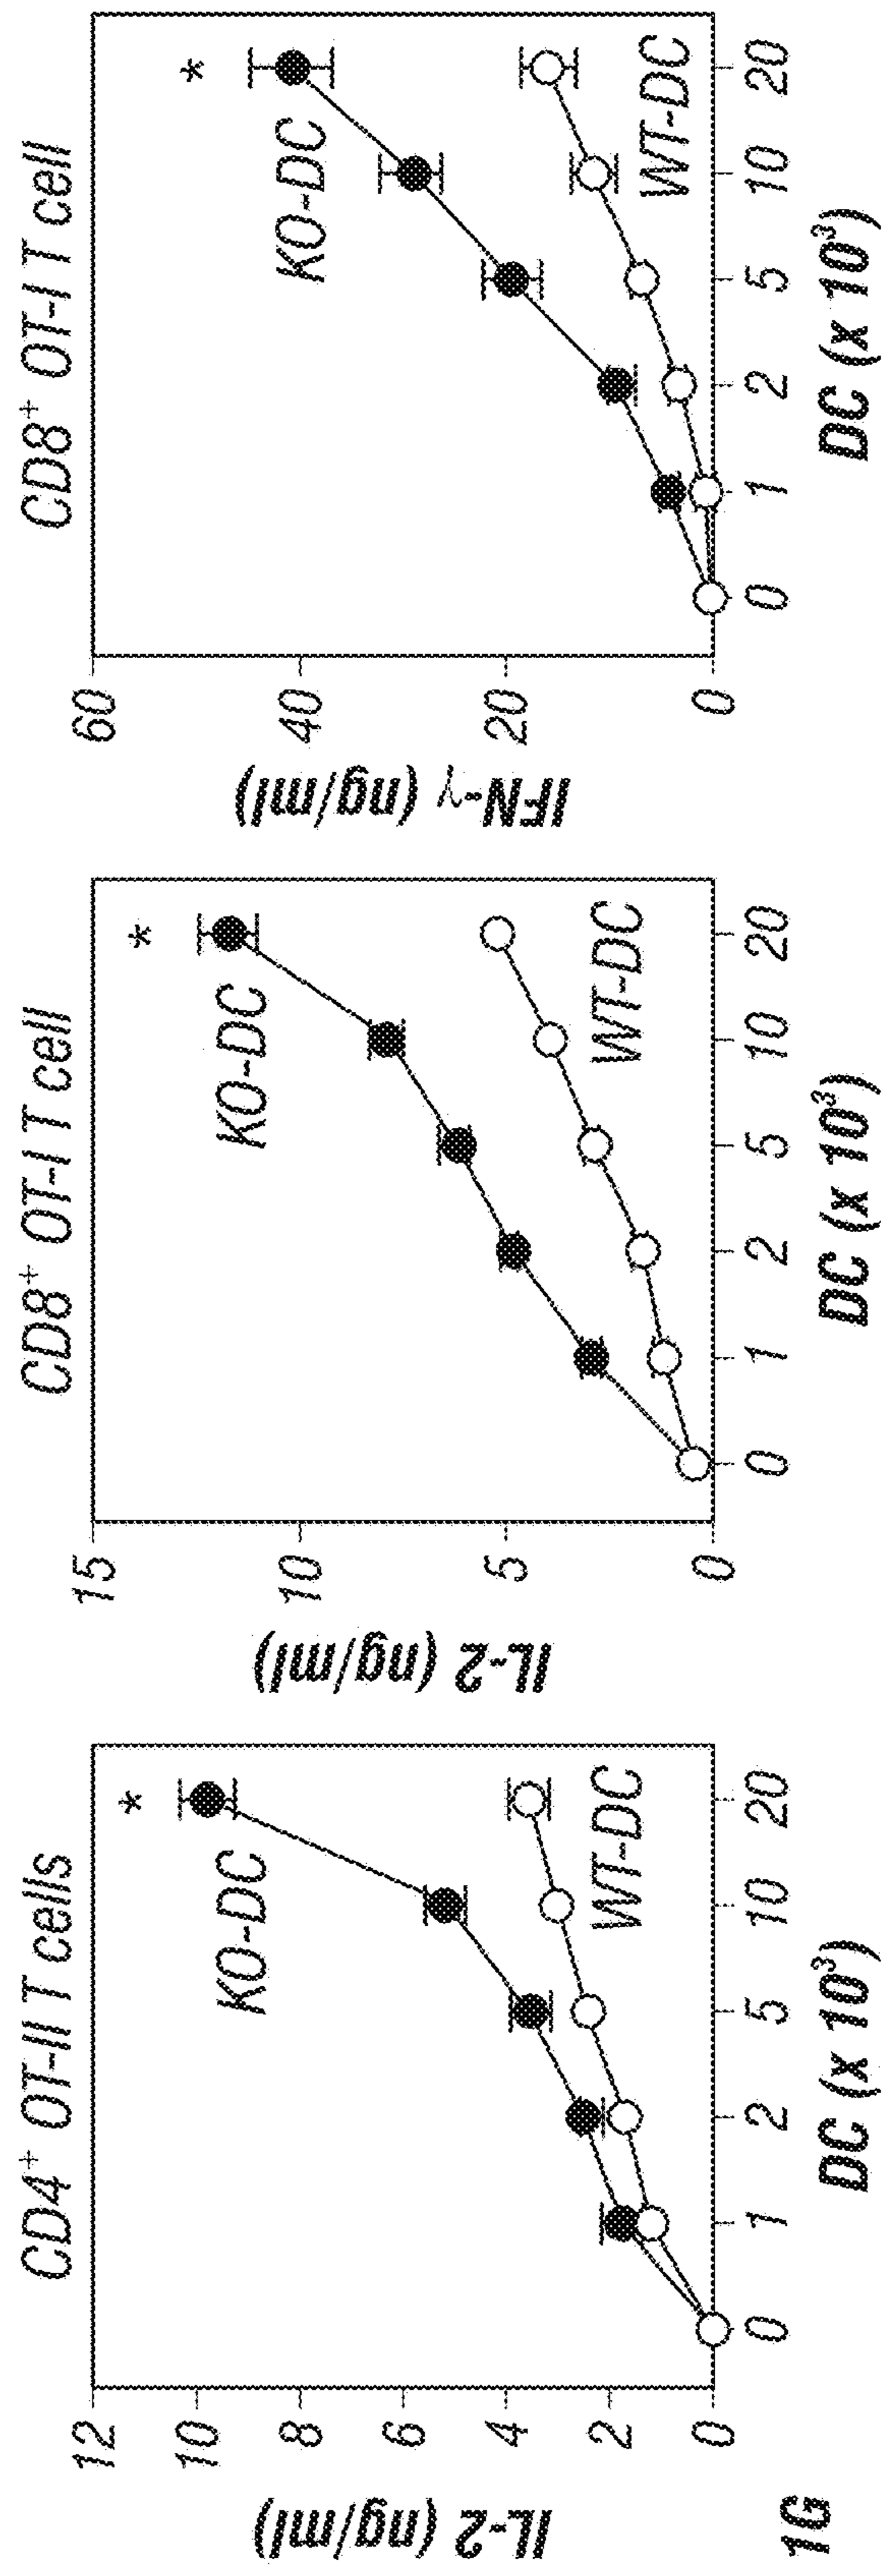 CD4+ OT-II T cells
IL-2 (ng/ml)
12
10
8
6
4
2
0
KO-DC
*
WT-DC
0 1 2 5 10 20
DC (x 10³)
CD8+ OT-I T cell
IL-2 (ng/ml)
15
10
5
0
KO-DC
*
WT-DC
0 1 2 5 10 20
DC (x 10³)
CD8+ OT-I T cell
IFN-γ (ng/ml)
60
40
20
0
KO-DC
*
WT-DC
0 1 2 5 10 20
DC (x 10³)
1G